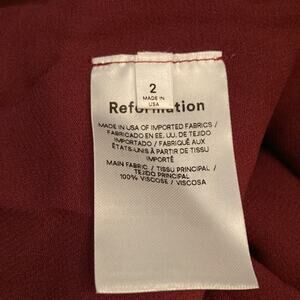 2
MADE IN
USA
Reformation
MADE IN USA OF IMPORTED FABRICS /
FABRICADO EN EE. UU. DE TEJIDO
IMPORTADO / FABRIQUÉ AUX
ÉTATS-UNIS À PARTIR DE TISSU
IMPORTÉ
MAIN FABRIC / TISSU PRINCIPAL /
TEJIDO PRINCIPAL
100% VISCOSE / VISCOSA